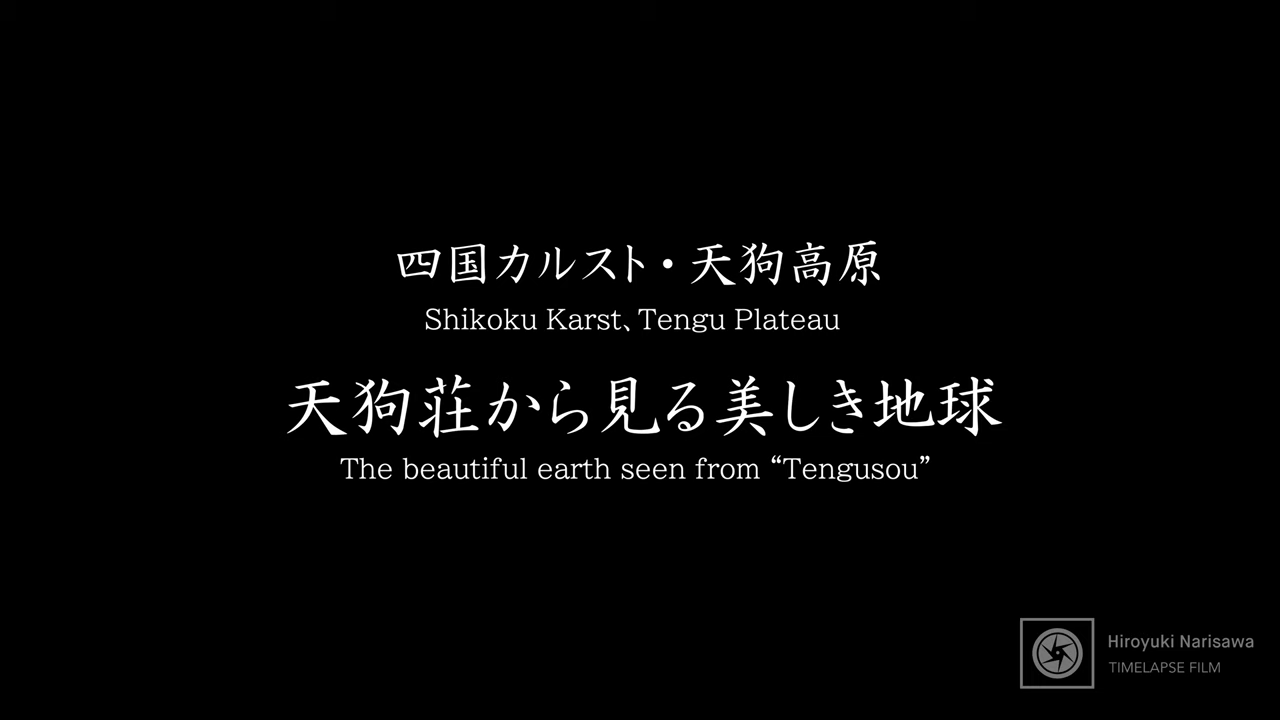 四国カルスト・天狗高原
Shikoku Karst、Tengu Plateau
天狗荘から見る美しき地球
The beautiful earth seen from “Tengusou”
Hiroyuki Narisawa
TIMELAPSE FILM